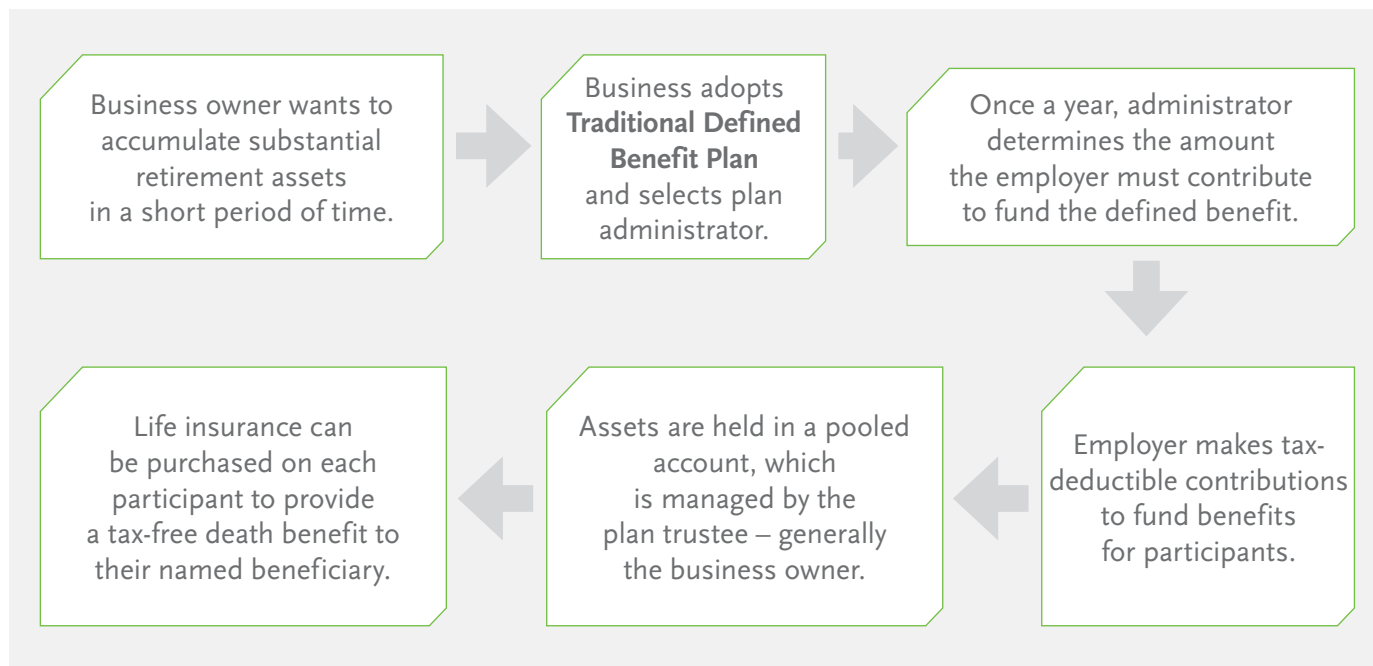 Business owner wants to
accumulate substantial
retirement assets
in a short period of time.
Business adopts
Traditional Defined
Benefit Plan
and selects plan
administrator.
Once a year, administrator
determines the amount
the employer must contribute
to fund the defined benefit.
Employer makes tax-
deductible contributions
to fund benefits
for participants.
Assets are held in a pooled
account, which
is managed by the
plan trustee – generally
the business owner.
Life insurance can
be purchased on each
participant to provide
a tax-free death benefit to
their named beneficiary.